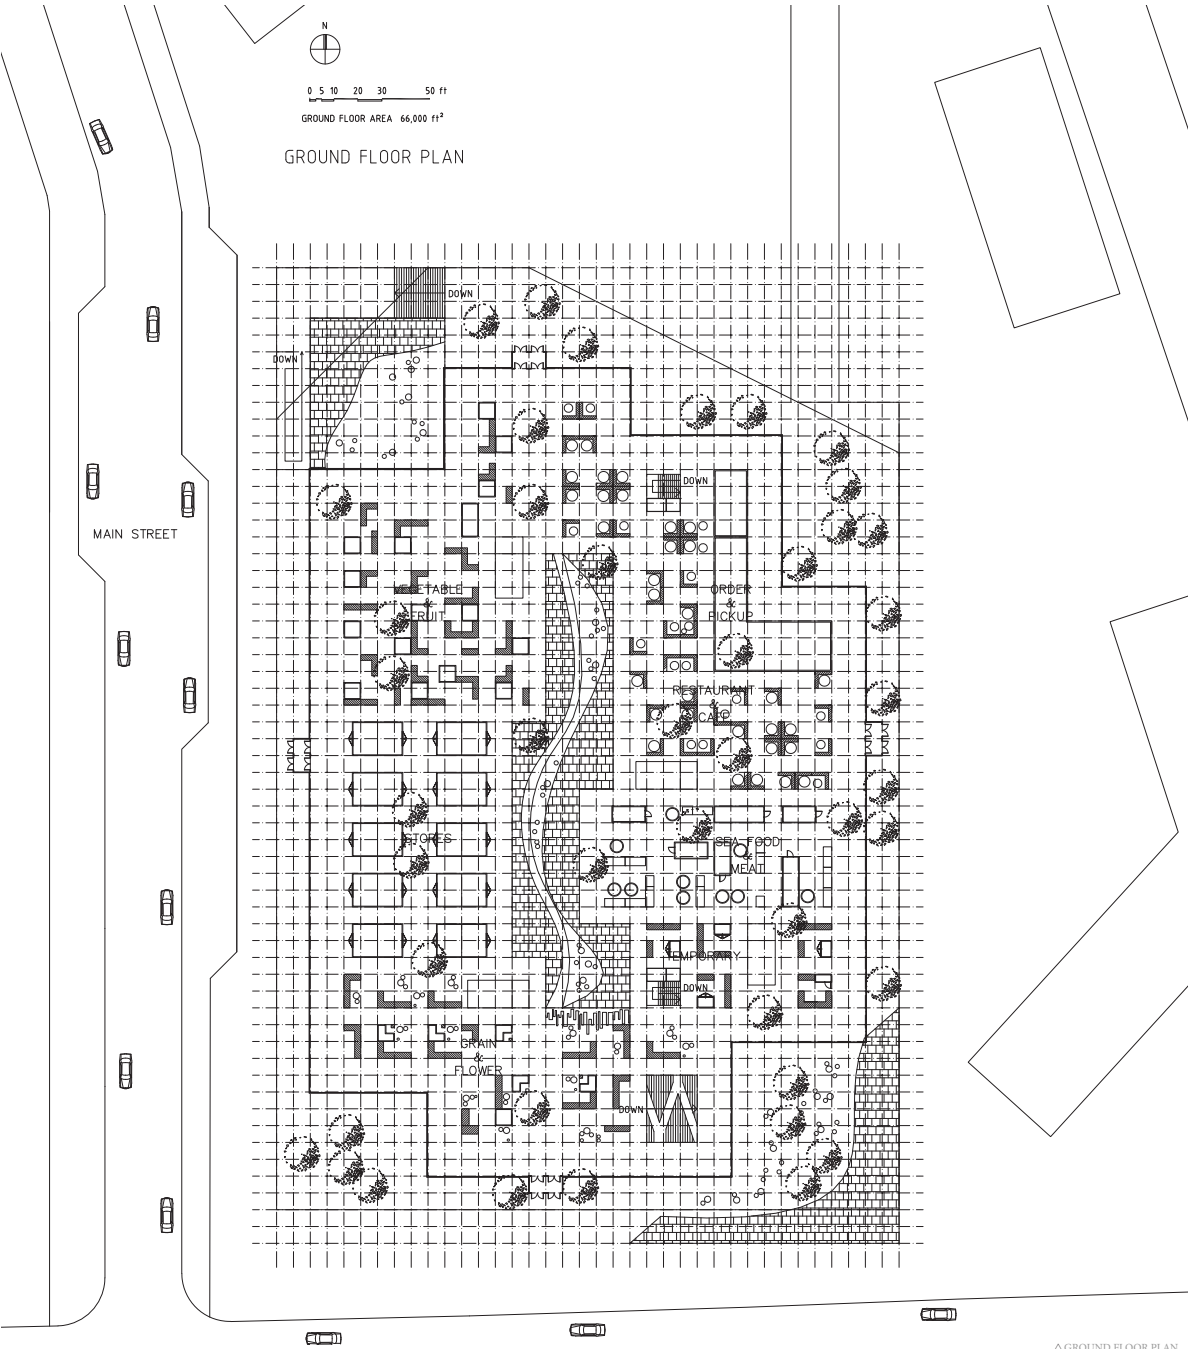 N
0 5 10 20 30 50 ft
GROUND FLOOR AREA 66,000 ft²
GROUND FLOOR PLAN
DOWN
DOWN
DOWN
MAIN STREET
VEGETABLE
&
FRUIT
ORDER
&
PICKUP
RESTAURANT
&
CAFE
STORES
SEA FOOD
&
MEAT
TEMPORARY
DOWN
GRAIN
&
FLOWER
DOWN
△ GROUND FLOOR PLAN